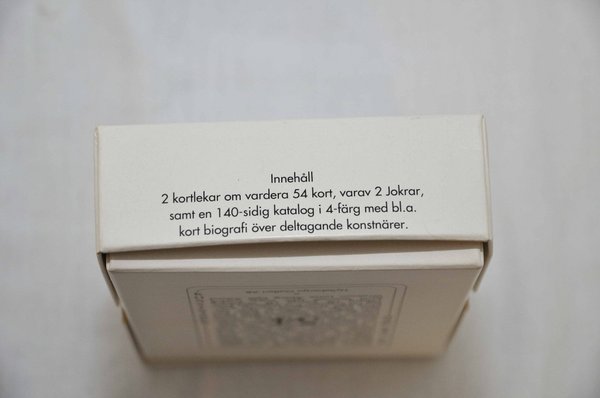 Innehåll
2 kortlekar om vardera 54 kort, varav 2 Jokrar,
samt en 140-sidig katalog i 4-färg med bl.a.
kort biografi över deltagande konstnärer.